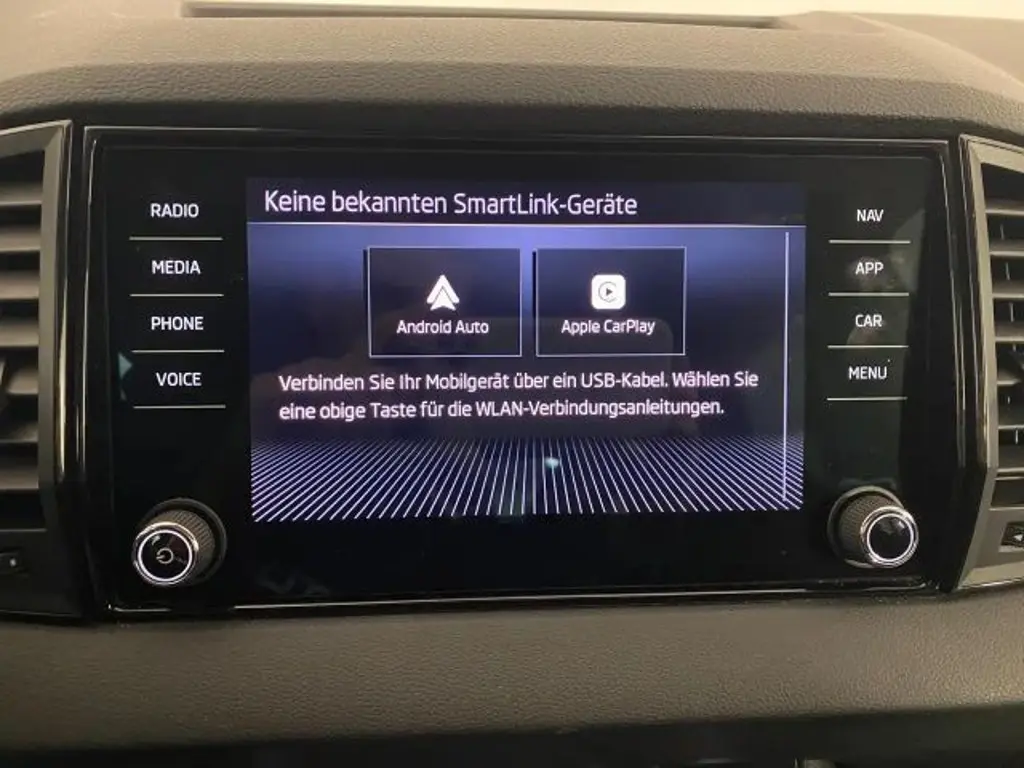 Keine bekannten SmartLink-Geräte
RADIO
MEDIA
PHONE
VOICE
Android Auto
Apple CarPlay
Verbinden Sie Ihr Mobilgerät über ein USB-Kabel. Wählen Sie
eine obige Taste für die WLAN-Verbindungsanleitungen.
NAV
APP
CAR
MENU